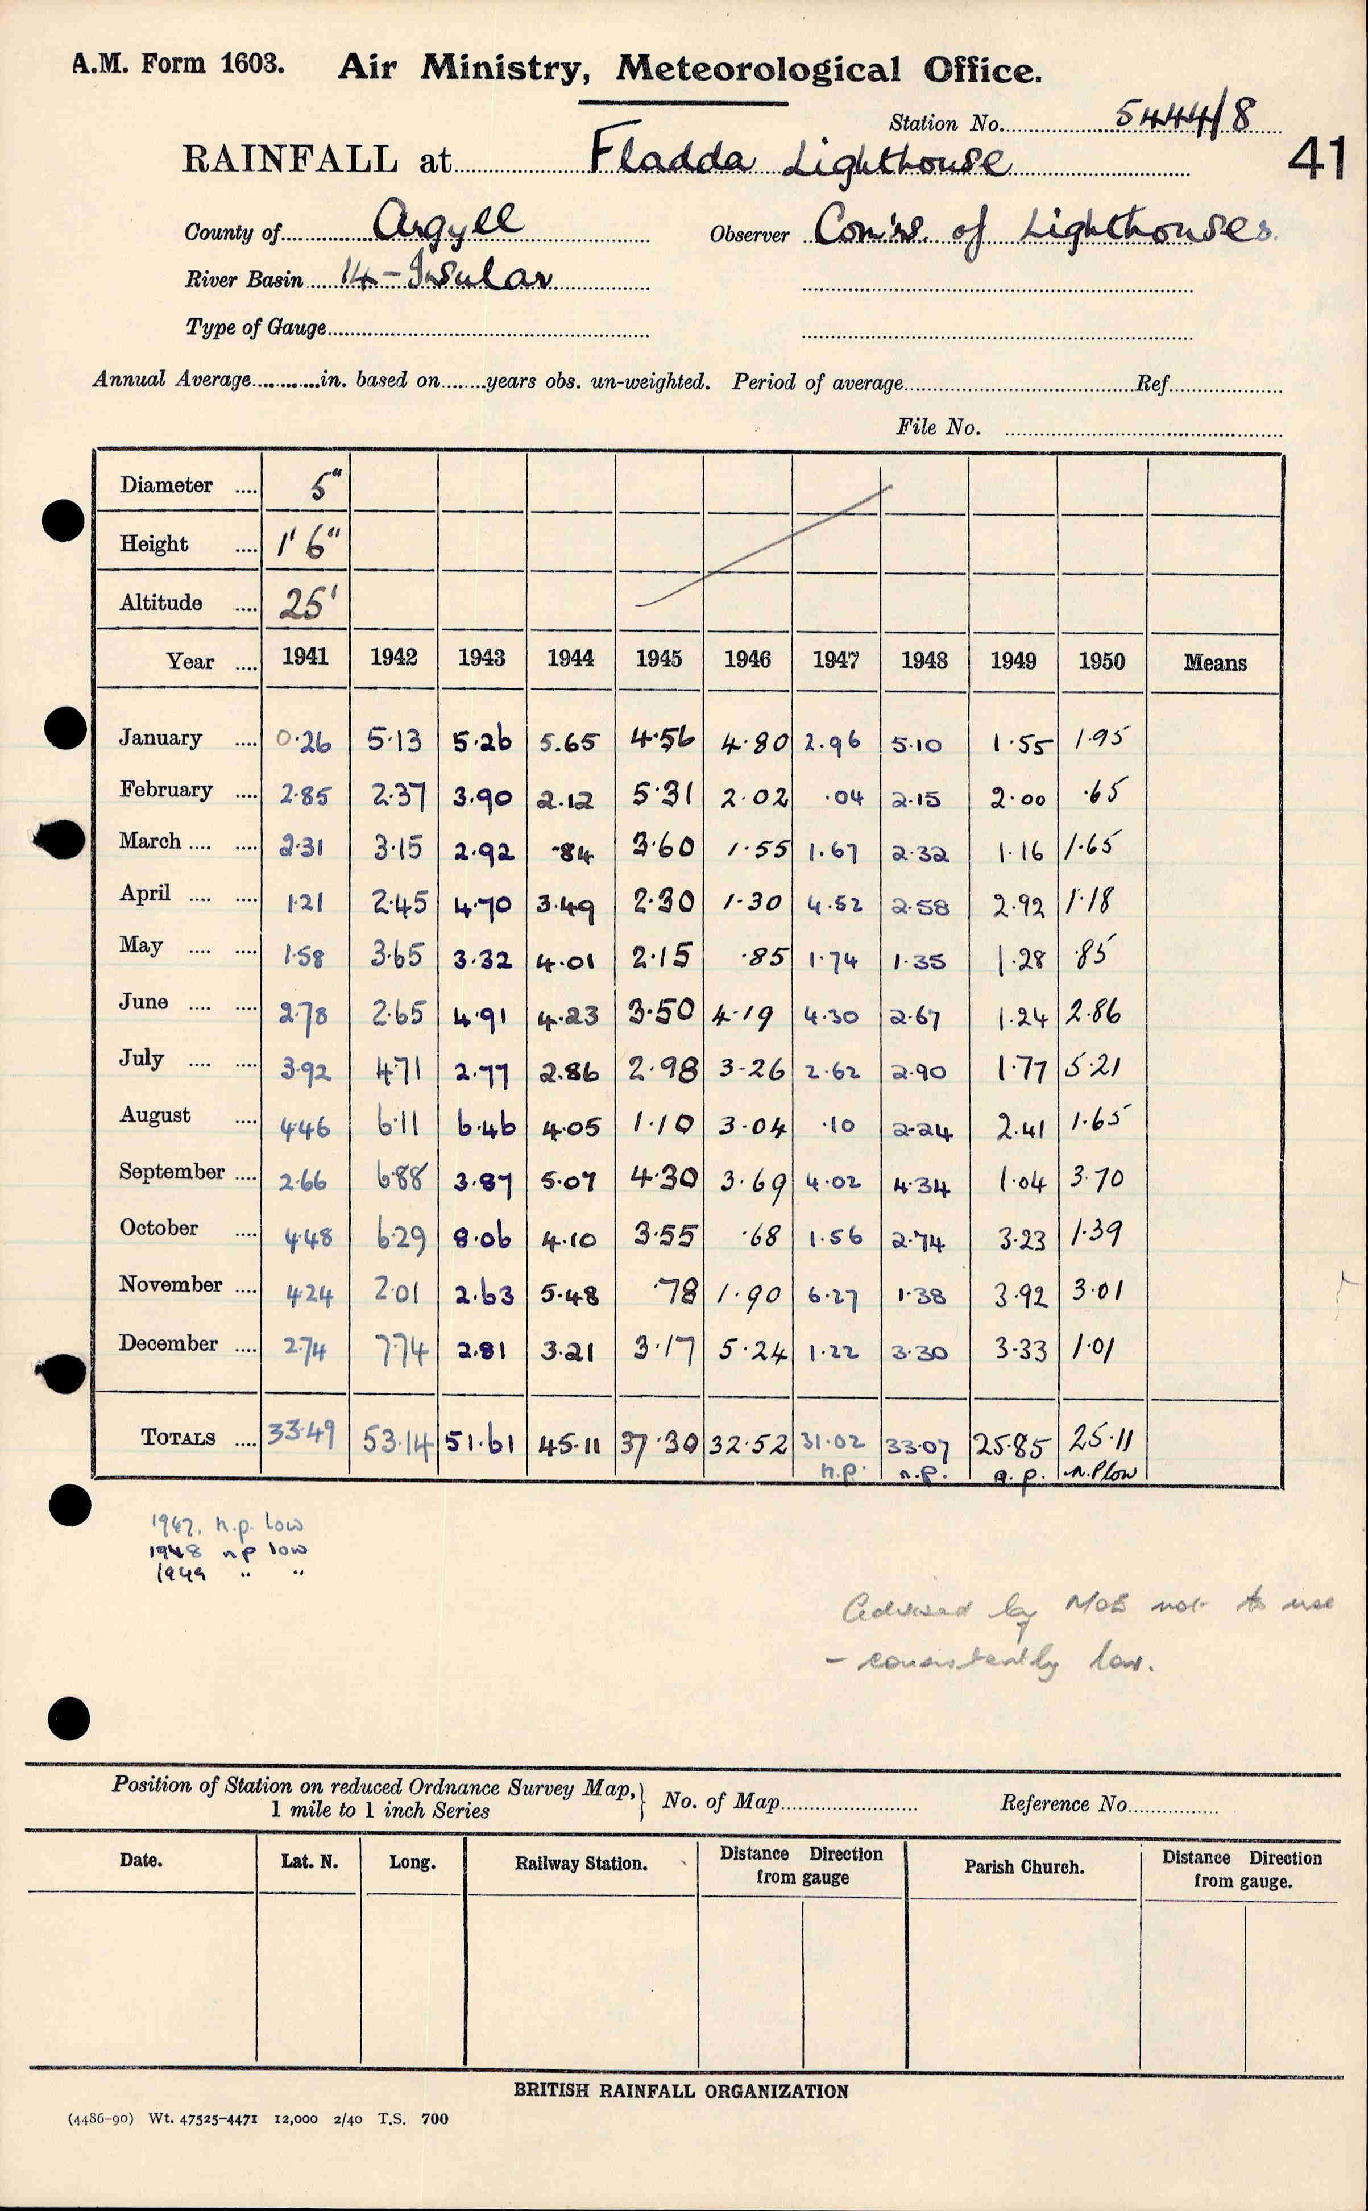 A.M. Form 1603. Air Ministry, Meteorological Office.
Station No. 5444/8
RAINFALL at Fladda Lighthouse
41
County of Argyll Observer Com'rs. of Lighthouses.
River Basin 14 - Insular
Type of Gauge
Annual Average in. based on years obs. un-weighted. Period of average Ref
File No.
Diameter 5"
Height 1' 6"
Altitude 25'
Year 1941 1942 1943 1944 1945 1946 1947 1948 1949 1950 Means
January 0.26 5.13 5.26 5.65 4.56 4.80 2.96 5.10 1.55 1.95
February 2.85 2.37 3.90 2.12 5.31 2.02 .04 2.15 2.00 .65
March 2.31 3.15 2.92 .84 3.60 1.55 1.67 2.32 1.16 1.65
April 1.21 2.45 4.70 3.49 2.30 1.30 4.52 2.58 2.92 1.18
May 1.58 3.65 3.32 4.01 2.15 .85 1.74 1.35 1.28 .85
June 2.78 2.65 4.91 4.23 3.50 4.19 4.30 2.67 1.24 2.86
July 3.92 4.71 2.77 2.86 2.98 3.26 2.62 2.90 1.77 5.21
August 4.46 6.11 6.46 4.05 1.10 3.04 .10 2.24 2.41 1.65
September 2.66 6.88 3.87 5.07 4.30 3.69 4.02 4.34 1.04 3.70
October 4.48 6.29 8.06 4.10 3.55 .68 1.56 2.74 3.23 1.39
November 4.24 2.01 2.63 5.48 .78 1.90 6.27 1.38 3.92 3.01
December 2.74 7.74 2.81 3.21 3.17 5.24 1.22 3.30 3.33 1.01
TOTALS 33.49 53.14 51.61 45.11 37.30 32.52 31.02 33.07 25.85 25.11
n.p. n.p. n.p. n.p low
1947. n.p. low
1948 n p low
1949 " "
Advised by MOE not to use
- consistently low.
Position of Station on reduced Ordnance Survey Map,
1 mile to 1 inch Series
No. of Map Reference No.
Date. Lat. N. Long. Railway Station. Distance Direction from gauge Parish Church. Distance Direction from gauge.
BRITISH RAINFALL ORGANIZATION
(4486-90) Wt. 47525-4471 12,000 2/40 T.S. 700